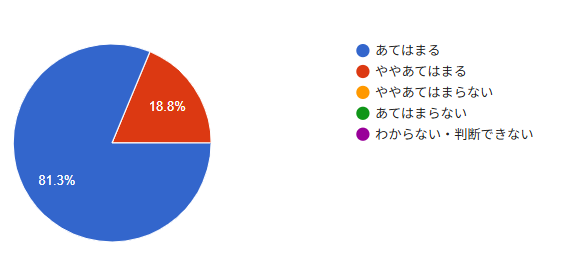 あてはまる
ややあてはまる
ややあてはまらない
あてはまらない
わからない・判断できない
18.8%
81.3%